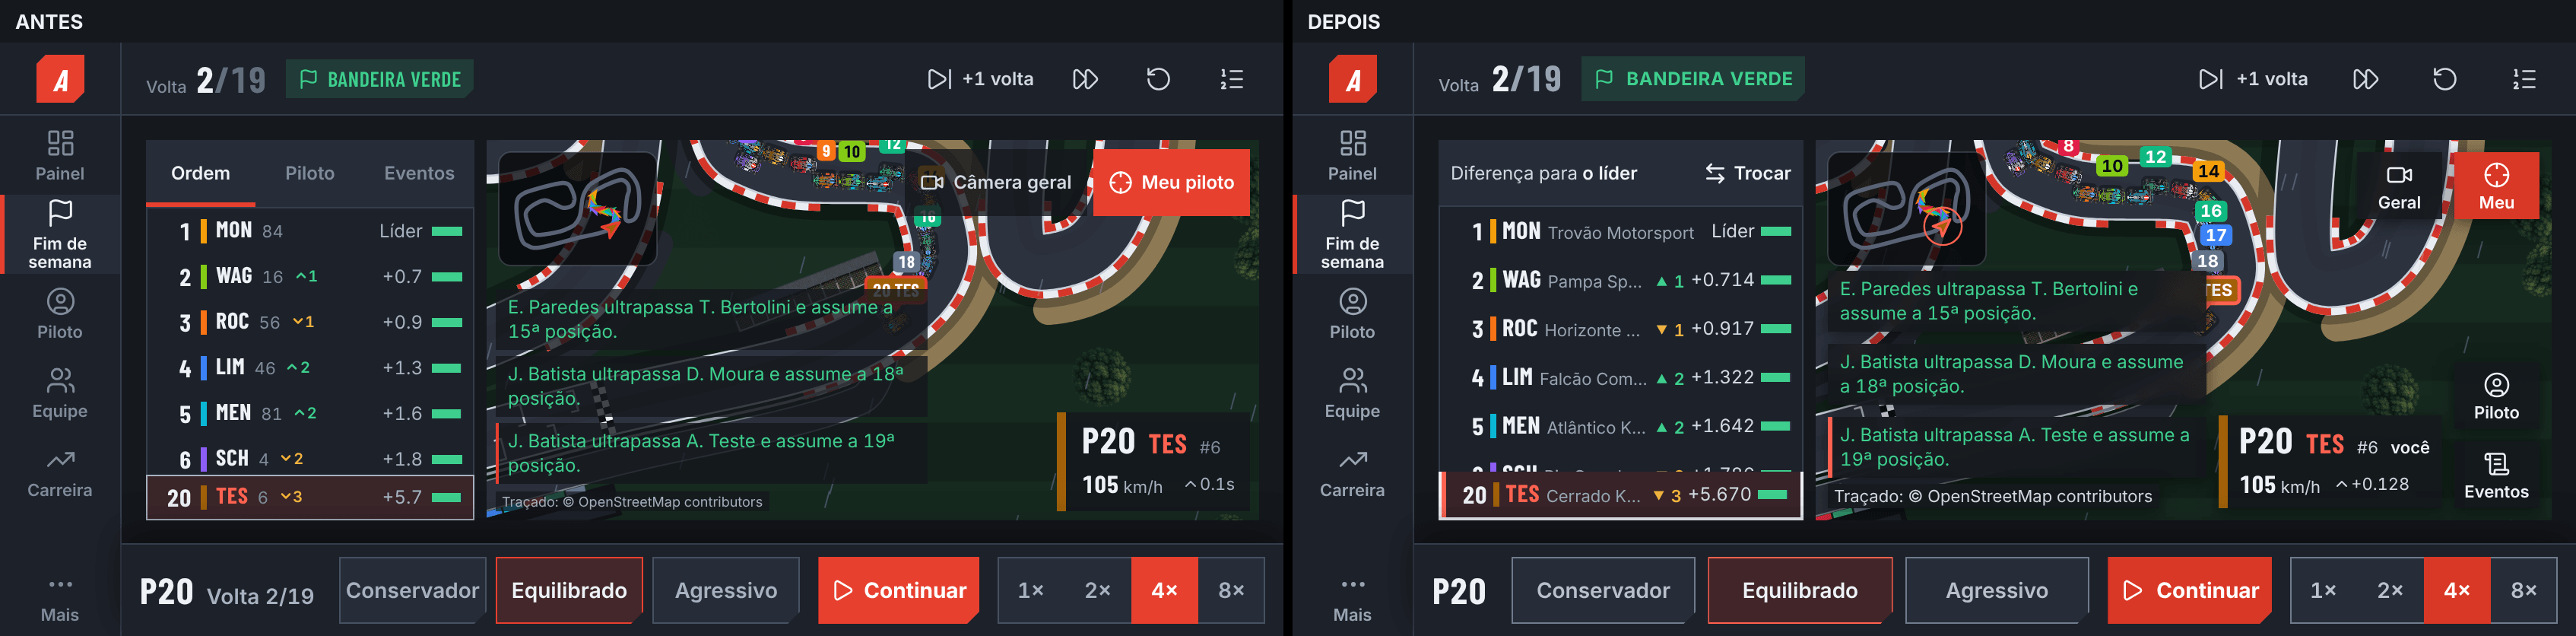 ANTES
A
Volta 2/19
BANDEIRA VERDE
+1 volta
Painel
Fim de
semana
Piloto
Equipe
Carreira
Mais
Ordem
Piloto
Eventos
1 MON 84 Líder
2 WAG 16 1 +0.7
3 ROC 56 1 +0.9
4 LIM 46 2 +1.3
5 MEN 81 2 +1.6
6 SCH 4 2 +1.8
20 TES 6 3 +5.7
9 10 12
Câmera geral
Meu piloto
16
18
20 TES
E. Paredes ultrapassa T. Bertolini e assume a
15ª posição.
J. Batista ultrapassa D. Moura e assume a 18ª
posição.
J. Batista ultrapassa A. Teste e assume a 19ª
posição.
Traçado: © OpenStreetMap contributors
P20 TES #6
105 km/h 0.1s
P20 Volta 2/19
Conservador
Equilibrado
Agressivo
Continuar
1× 2× 4× 8×
DEPOIS
A
Volta 2/19
BANDEIRA VERDE
+1 volta
Painel
Fim de
semana
Piloto
Equipe
Carreira
Mais
Diferença para o líder
Trocar
1 MON Trovão Motorsport Líder
2 WAG Pampa Sp... ▲ 1 +0.714
3 ROC Horizonte ... ▼ 1 +0.917
4 LIM Falcão Com... ▲ 2 +1.322
5 MEN Atlântico K... ▲ 2 +1.642
20 TES Cerrado K... ▼ 3 +5.670
8
10 12 14
16
17
18
TES
Geral
Meu
E. Paredes ultrapassa T. Bertolini e
assume a 15ª posição.
J. Batista ultrapassa D. Moura e assume
a 18ª posição.
J. Batista ultrapassa A. Teste e assume a
19ª posição.
Traçado: © OpenStreetMap contributors
P20 TES #6 você
105 km/h +0.128
Piloto
Eventos
P20
Conservador
Equilibrado
Agressivo
Continuar
1× 2× 4× 8×